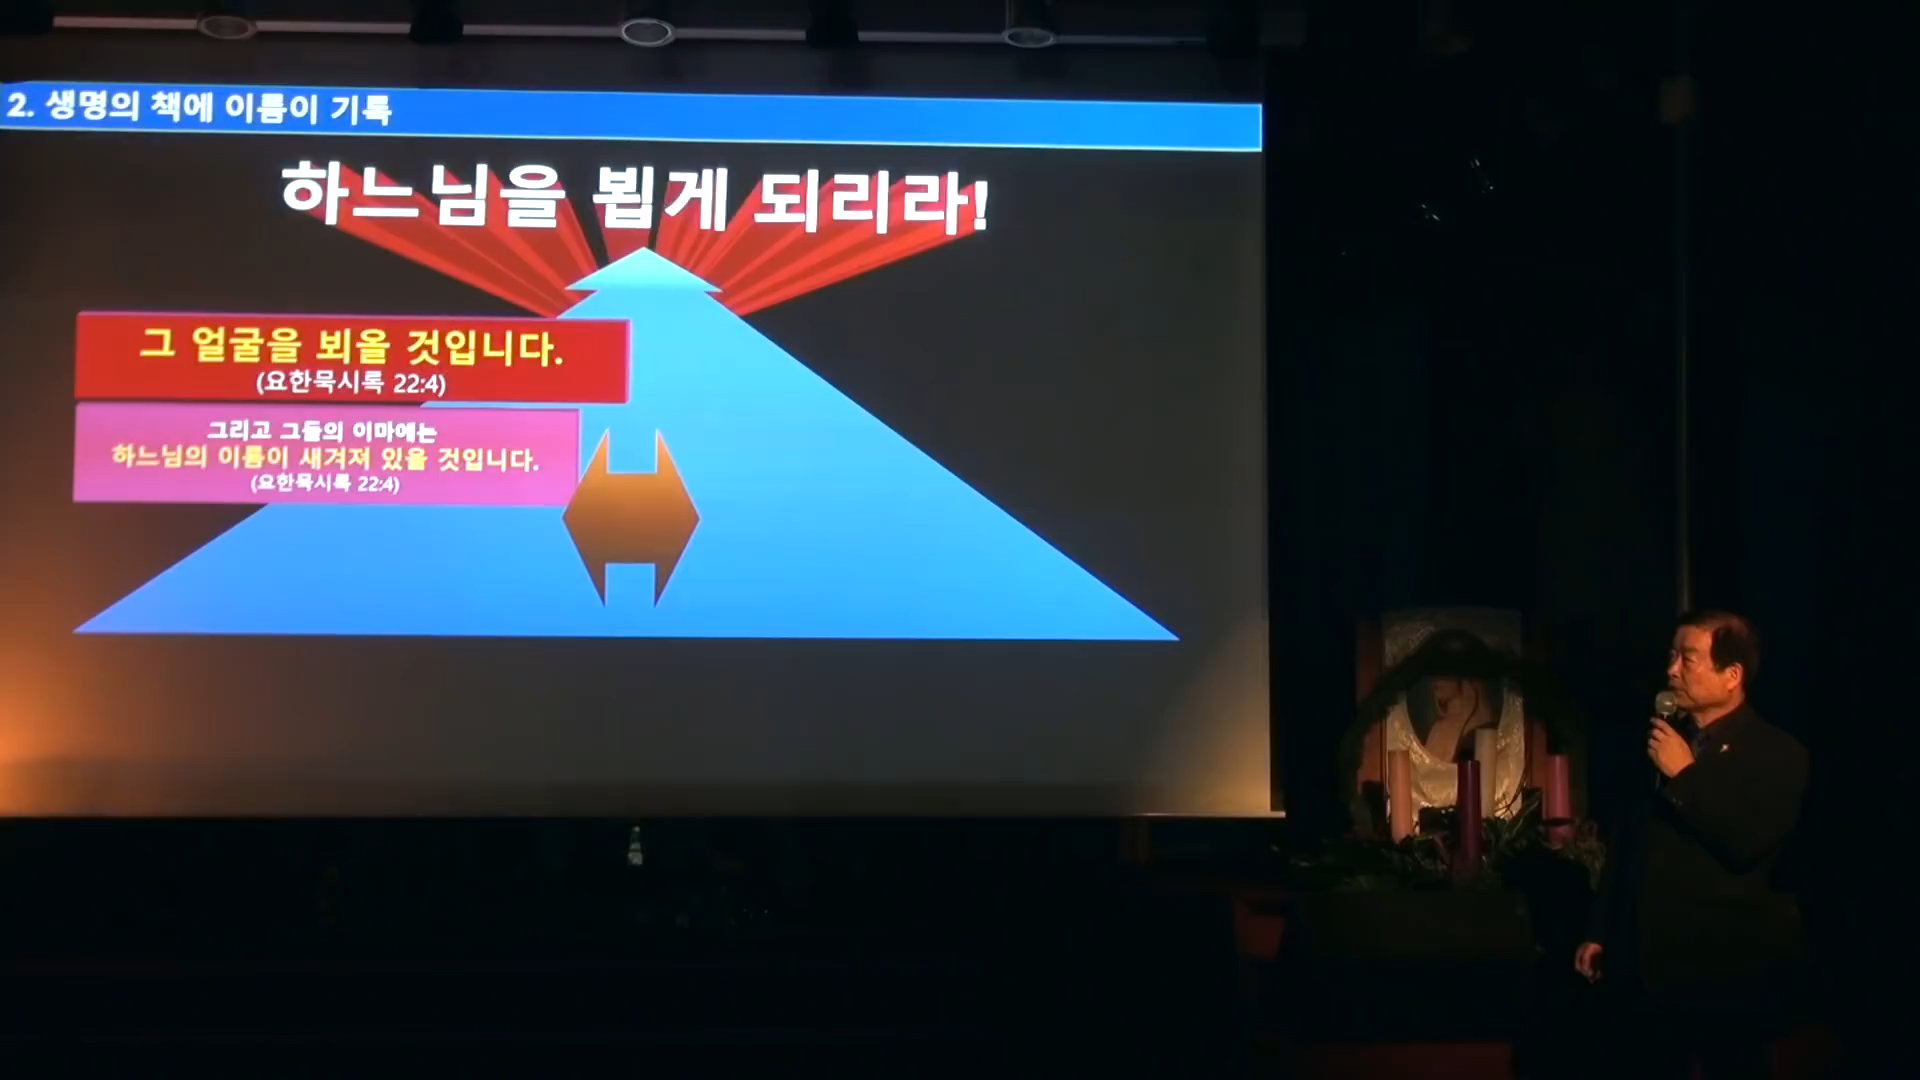 2. 생명의 책에 이름이 기록
하느님을 뵙게 되리라!
그 얼굴을 뵈올 것입니다.
(요한묵시록 22:4)
그리고 그들의 이마에는
하느님의 이름이 새겨져 있을 것입니다.
(요한묵시록 22:4)